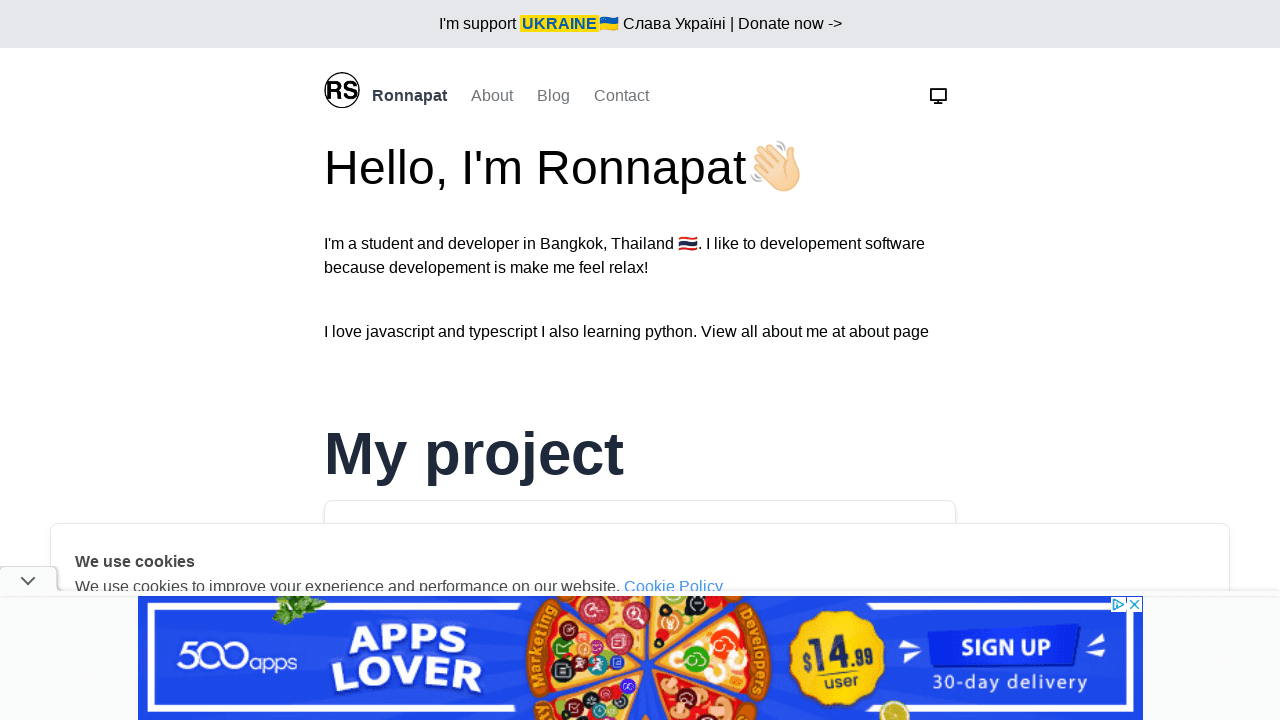 I'm support UKRAINE🇺🇦 Слава Україні | Donate now ->
RS Ronnapat About Blog Contact
Hello, I'm Ronnapat👋🏻
I'm a student and developer in Bangkok, Thailand 🇹🇭. I like to developement software
because developement is make me feel relax!
I love javascript and typescript I also learning python. View all about me at about page
My project
We use cookies
We use cookies to improve your experience and performance on our website. Cookie Policy
500apps
APPS
LOVER
Marketing
Developers
$14.99
user
SIGN UP
30-day delivery